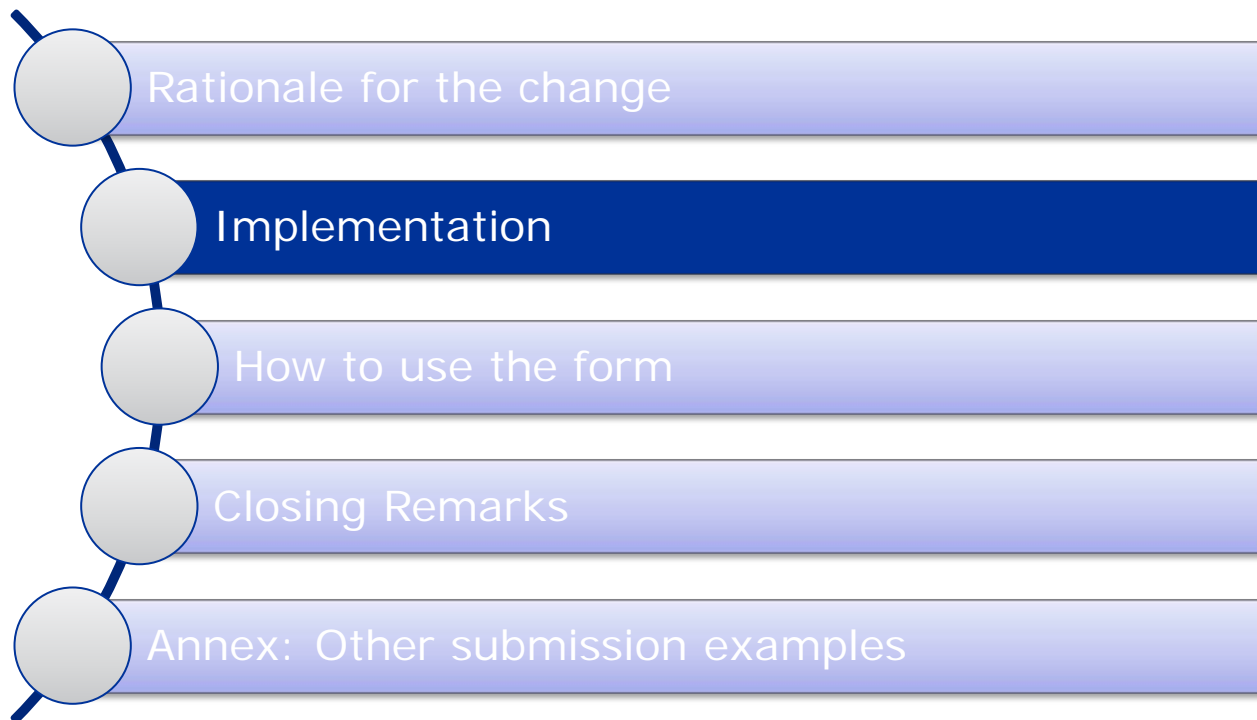 Rationale for the change
Implementation
How to use the form
Closing Remarks
Annex: Other submission examples